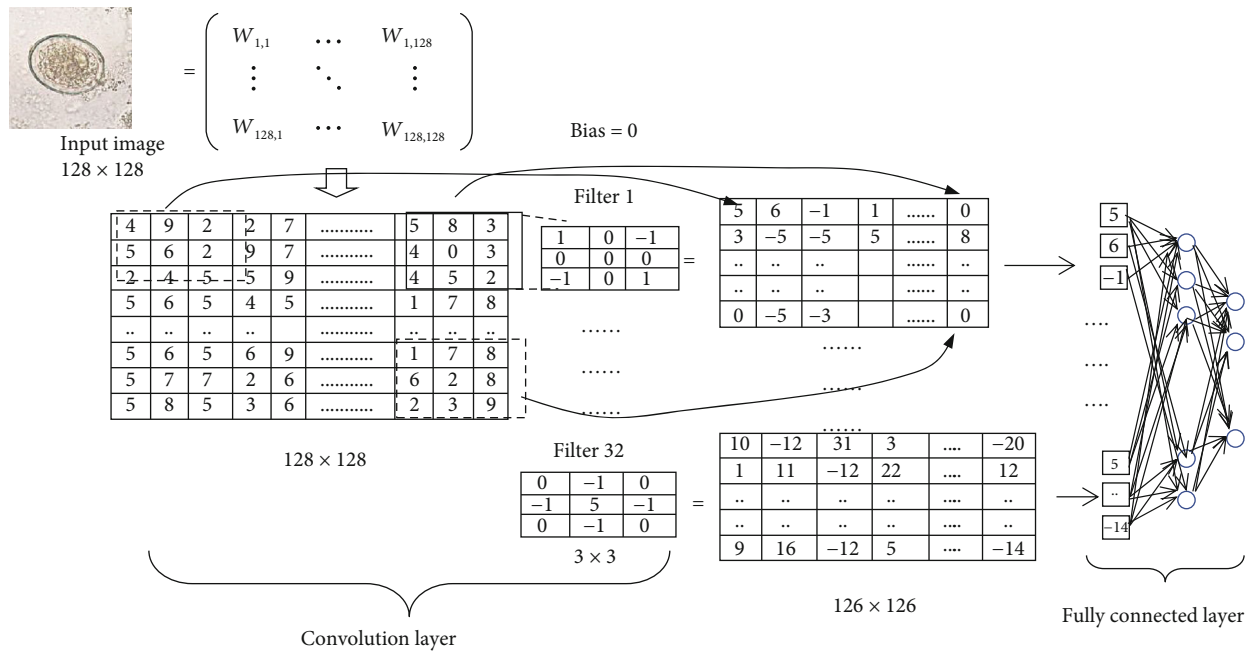 W1,1 ... W1,128
⋮ ⋱ ⋮
W128,1 ... W128,128
=
Input image
128 × 128
Bias = 0
4 9 2 2 7 ........... 5 8 3
5 6 2 9 7 ........... 4 0 3
2 4 5 5 9 ........... 4 5 2
5 6 5 4 5 ........... 1 7 8
.. .. .. ........... .. .. ..
5 6 5 6 9 ........... 1 7 8
5 7 7 2 6 ........... 6 2 8
5 8 5 3 6 ........... 2 3 9
128 × 128
Filter 1
1 0 −1
0 0 0
−1 0 1
=
......
......
......
Filter 32
0 −1 0
−1 5 −1
0 −1 0
3 × 3
=
5 6 −1 1 ...... 0
3 −5 −5 5 ...... 8
.. .. .. ...... ..
.. .. .. ...... ..
0 −5 −3 ...... 0
......
......
......
10 −12 31 3 .... −20
1 11 −12 22 .... 12
.. .. .. .. .... ..
.. .. .. .. .... ..
9 16 −12 5 .... −14
126 × 126
5
6
−1
....
....
....
5
..
−14
Convolution layer
Fully connected layer